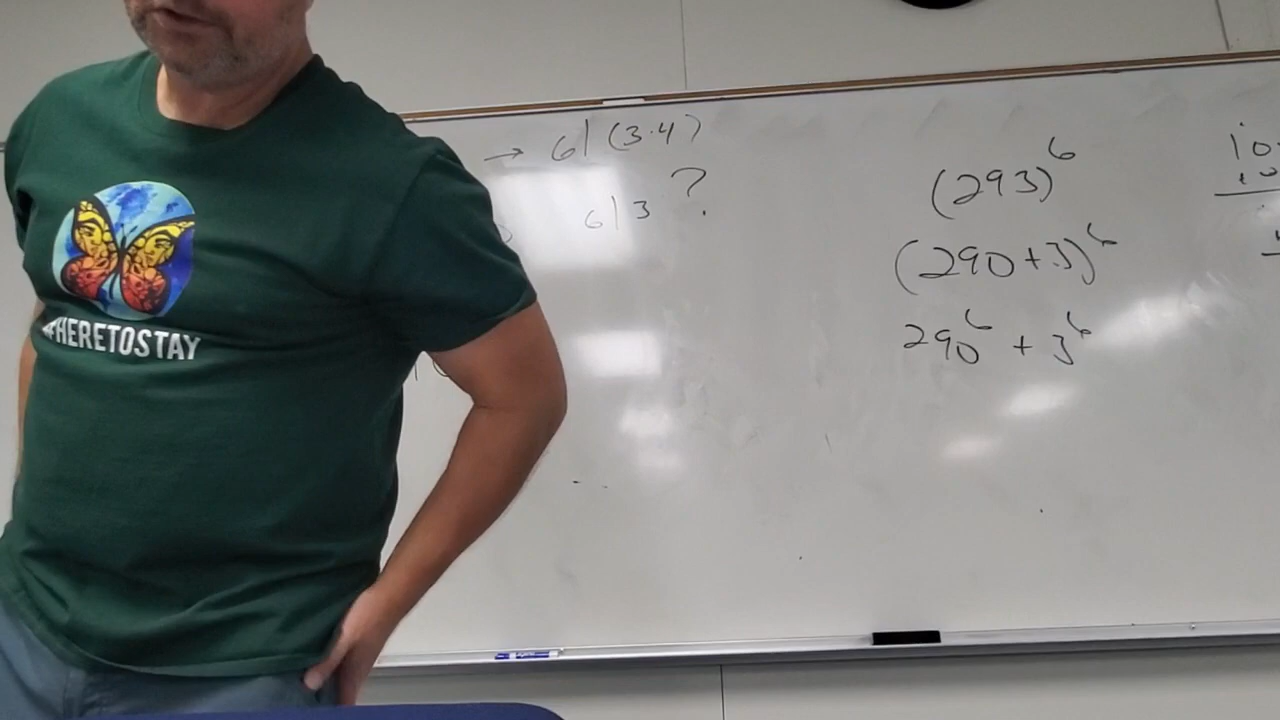 #HERETOSTAY
→ 6 | (3·4)
6 | 3 ?
(293)^6
(290+3)^6
290^6 + 3^6